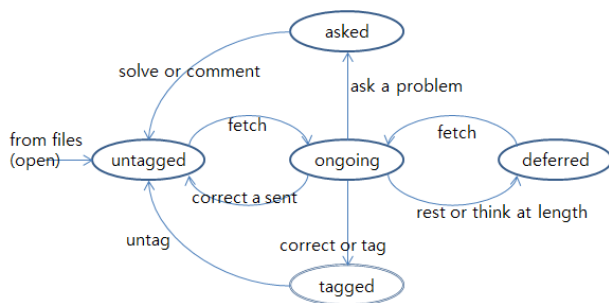 asked
solve or comment
ask a problem
from files
(open)
fetch
fetch
untagged
ongoing
deferred
correct a sent
rest or think at length
untag
correct or tag
tagged